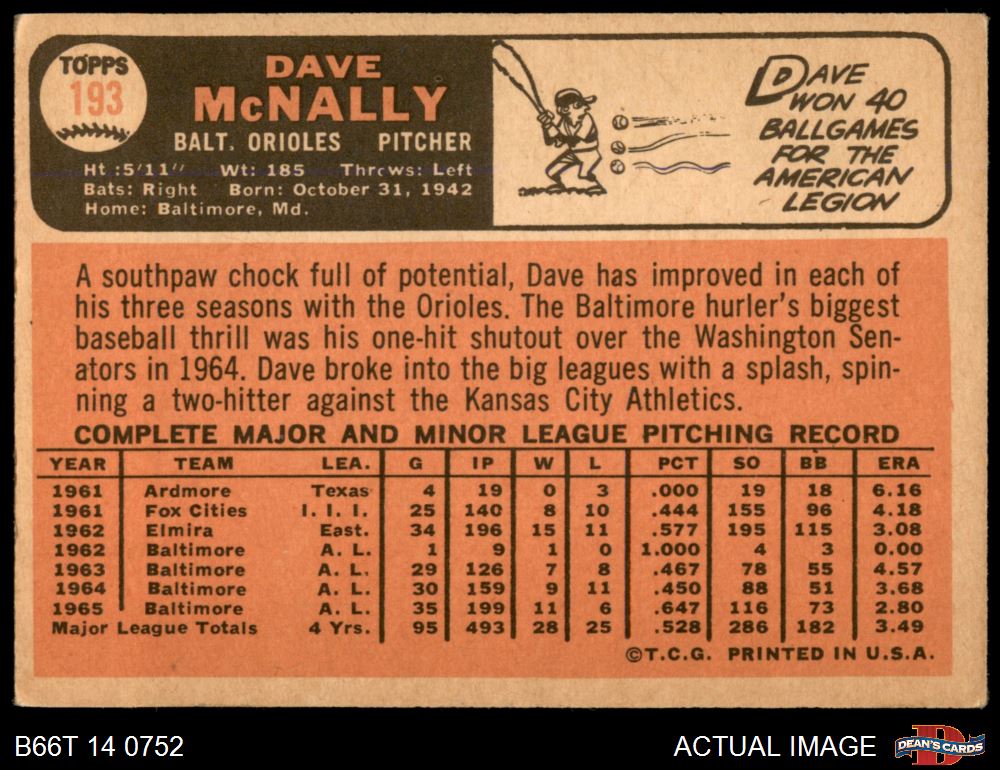 TOPPS
193
DAVE
McNALLY
BALT. ORIOLES PITCHER
Ht :5'11" Wt: 185 Throws: Left
Bats: Right Born: October 31, 1942
Home: Baltimore, Md.
DAVE
WON 40
BALLGAMES
FOR THE
AMERICAN
LEGION
A southpaw chock full of potential, Dave has improved in each of
his three seasons with the Orioles. The Baltimore hurler's biggest
baseball thrill was his one-hit shutout over the Washington Sen-
ators in 1964. Dave broke into the big leagues with a splash, spin-
ning a two-hitter against the Kansas City Athletics.
COMPLETE MAJOR AND MINOR LEAGUE PITCHING RECORD
YEAR TEAM LEA. G IP W L PCT SO BB ERA
1961 Ardmore Texas 4 19 0 3 .000 19 18 6.16
1961 Fox Cities I. I. I. 25 140 8 10 .444 155 96 4.18
1962 Elmira East. 34 196 15 11 .577 195 115 3.08
1962 Baltimore A. L. 1 9 1 0 1.000 4 3 0.00
1963 Baltimore A. L. 29 126 7 8 .467 78 55 4.57
1964 Baltimore A. L. 30 159 9 11 .450 88 51 3.68
1965 Baltimore A. L. 35 199 11 6 .647 116 73 2.80
Major League Totals 4 Yrs. 95 493 28 25 .528 286 182 3.49
©T.C.G. PRINTED IN U.S.A.
B66T 14 0752
ACTUAL IMAGE
D
DEAN'S CARDS